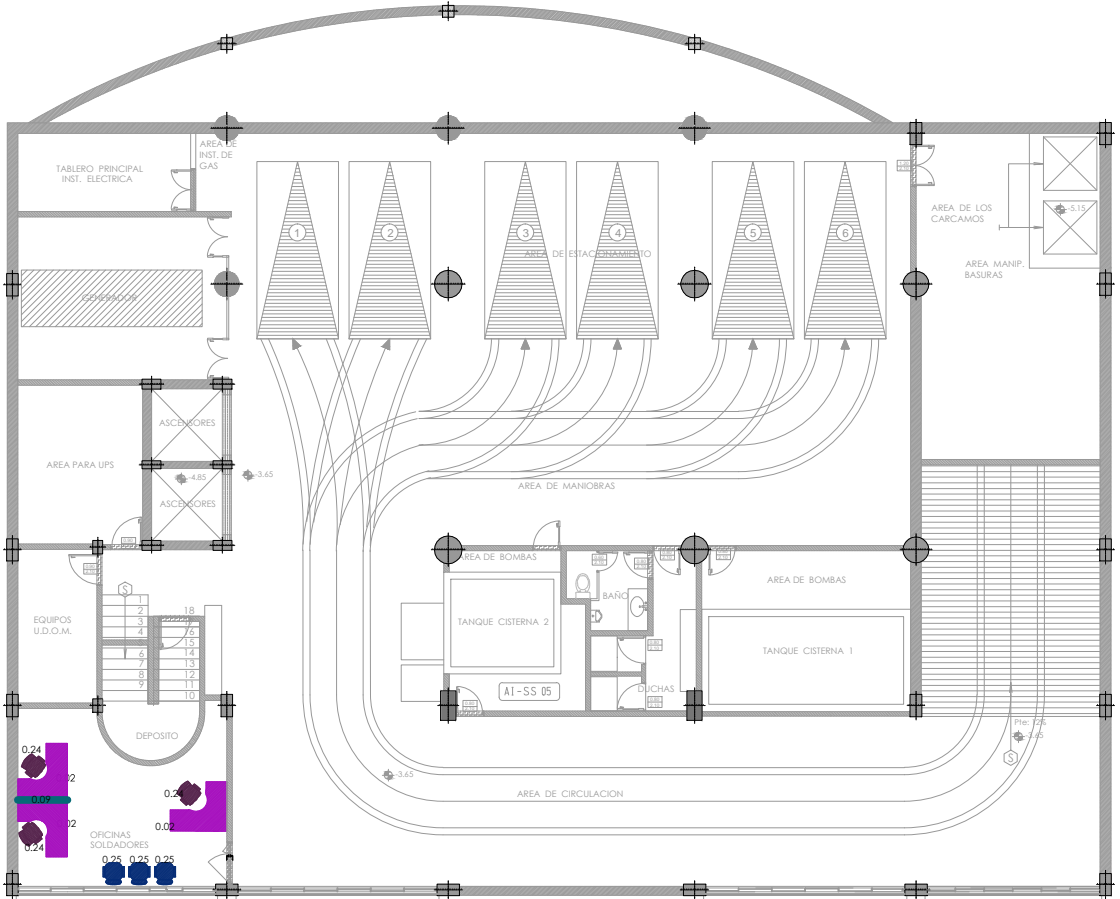 TABLERO PRINCIPAL
INST. ELECTRICA
AREA DE
INST. DE
GAS
1
2
3
4
5
6
AREA DE ESTACIONAMIENTO
AREA DE LOS
CARCAMOS
-5.15
AREA MANIP.
BASURAS
GENERADOR
ASCENSORES
AREA PARA UPS
-4.85
-3.65
ASCENSORES
AREA DE MANIOBRAS
AREA DE BOMBAS
AREA DE BOMBAS
BAÑO
S
1
2
3
4
5
6
7
8
9
18
17
16
15
14
13
12
11
10
EQUIPOS
U.D.O.M.
TANQUE CISTERNA 2
TANQUE CISTERNA 1
AI-SS 05
DUCHAS
DEPOSITO
Pte: 12%
-3.65
S
-3.65
AREA DE CIRCULACION
0.24
0.02
0.09
0.02
0.24
0.24
0.02
OFICINAS
SOLDADORES
0.25
0.25
0.25